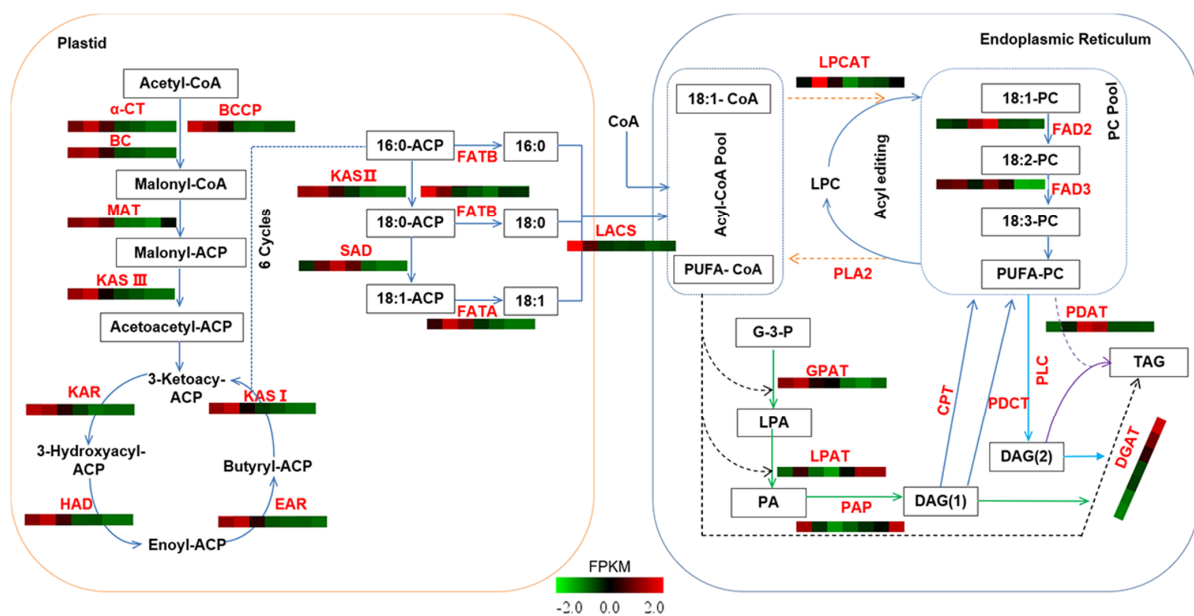 Plastid
Acetyl-CoA
α-CT
BCCP
BC
Malonyl-CoA
MAT
Malonyl-ACP
KAS III
Acetoacetyl-ACP
3-Ketoacy-
ACP
KAR
KAS I
3-Hydroxyacyl-
ACP
Butyryl-ACP
HAD
EAR
Enoyl-ACP
6 Cycles
16:0-ACP
FATB
16:0
KASII
18:0-ACP
FATB
18:0
SAD
18:1-ACP
FATA
18:1
LACS
CoA
Endoplasmic Reticulum
18:1- CoA
Acyl-CoA Pool
PUFA- CoA
LPCAT
LPC
Acyl editing
PLA2
PC Pool
18:1-PC
FAD2
18:2-PC
FAD3
18:3-PC
PUFA-PC
G-3-P
GPAT
LPA
LPAT
PA
PAP
DAG(1)
CPT
PDCT
PLC
PDAT
TAG
DAG(2)
DGAT
FPKM
-2.0 0.0 2.0